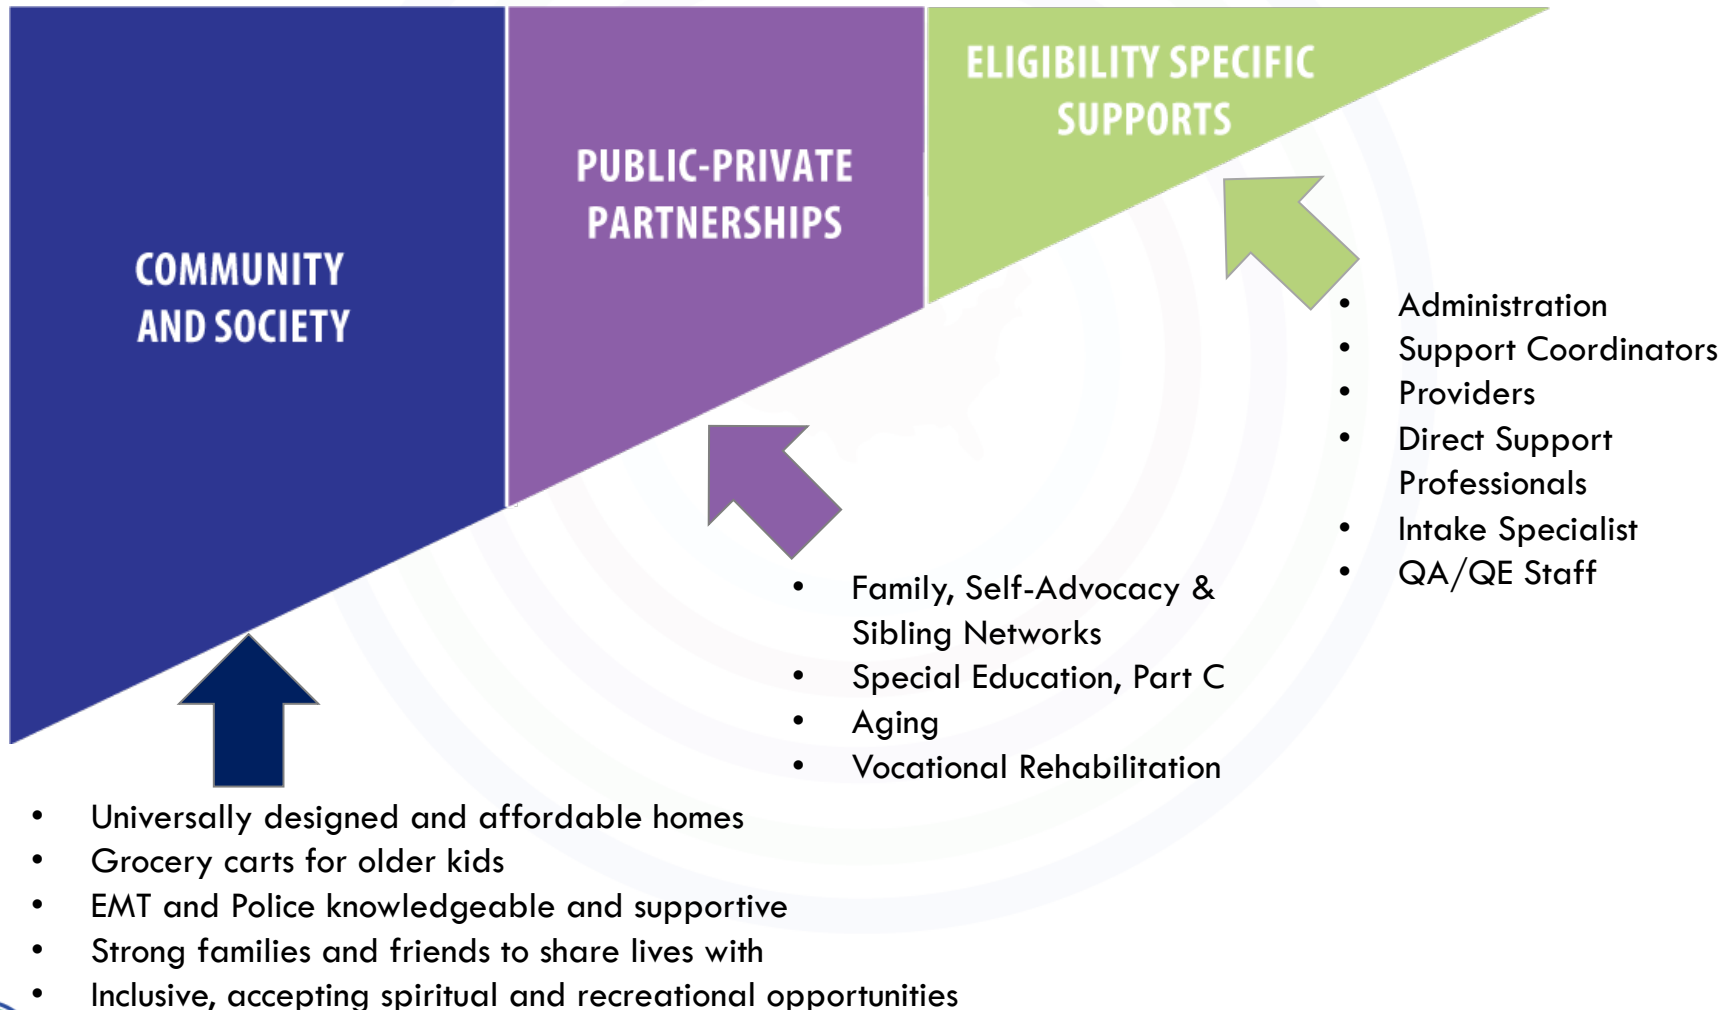 COMMUNITY
AND SOCIETY
PUBLIC-PRIVATE
PARTNERSHIPS
ELIGIBILITY SPECIFIC
SUPPORTS
• Administration
• Support Coordinators
• Providers
• Direct Support
Professionals
• Intake Specialist
• QA/QE Staff
• Family, Self-Advocacy &
Sibling Networks
• Special Education, Part C
• Aging
• Vocational Rehabilitation
• Universally designed and affordable homes
• Grocery carts for older kids
• EMT and Police knowledgeable and supportive
• Strong families and friends to share lives with
• Inclusive, accepting spiritual and recreational opportunities